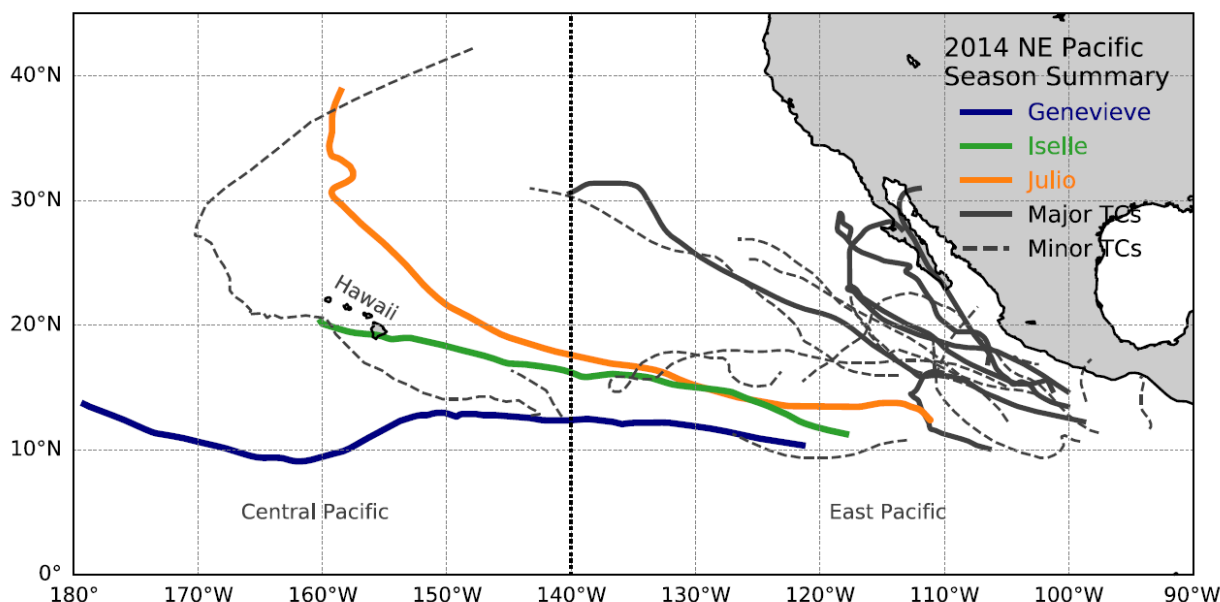 2014 NE Pacific
Season Summary
Genevieve
Iselle
Julio
Major TCs
Minor TCs
40°N
30°N
20°N
10°N
0°
Hawaii
Central Pacific
East Pacific
180°
170°W
160°W
150°W
140°W
130°W
120°W
110°W
100°W
90°W